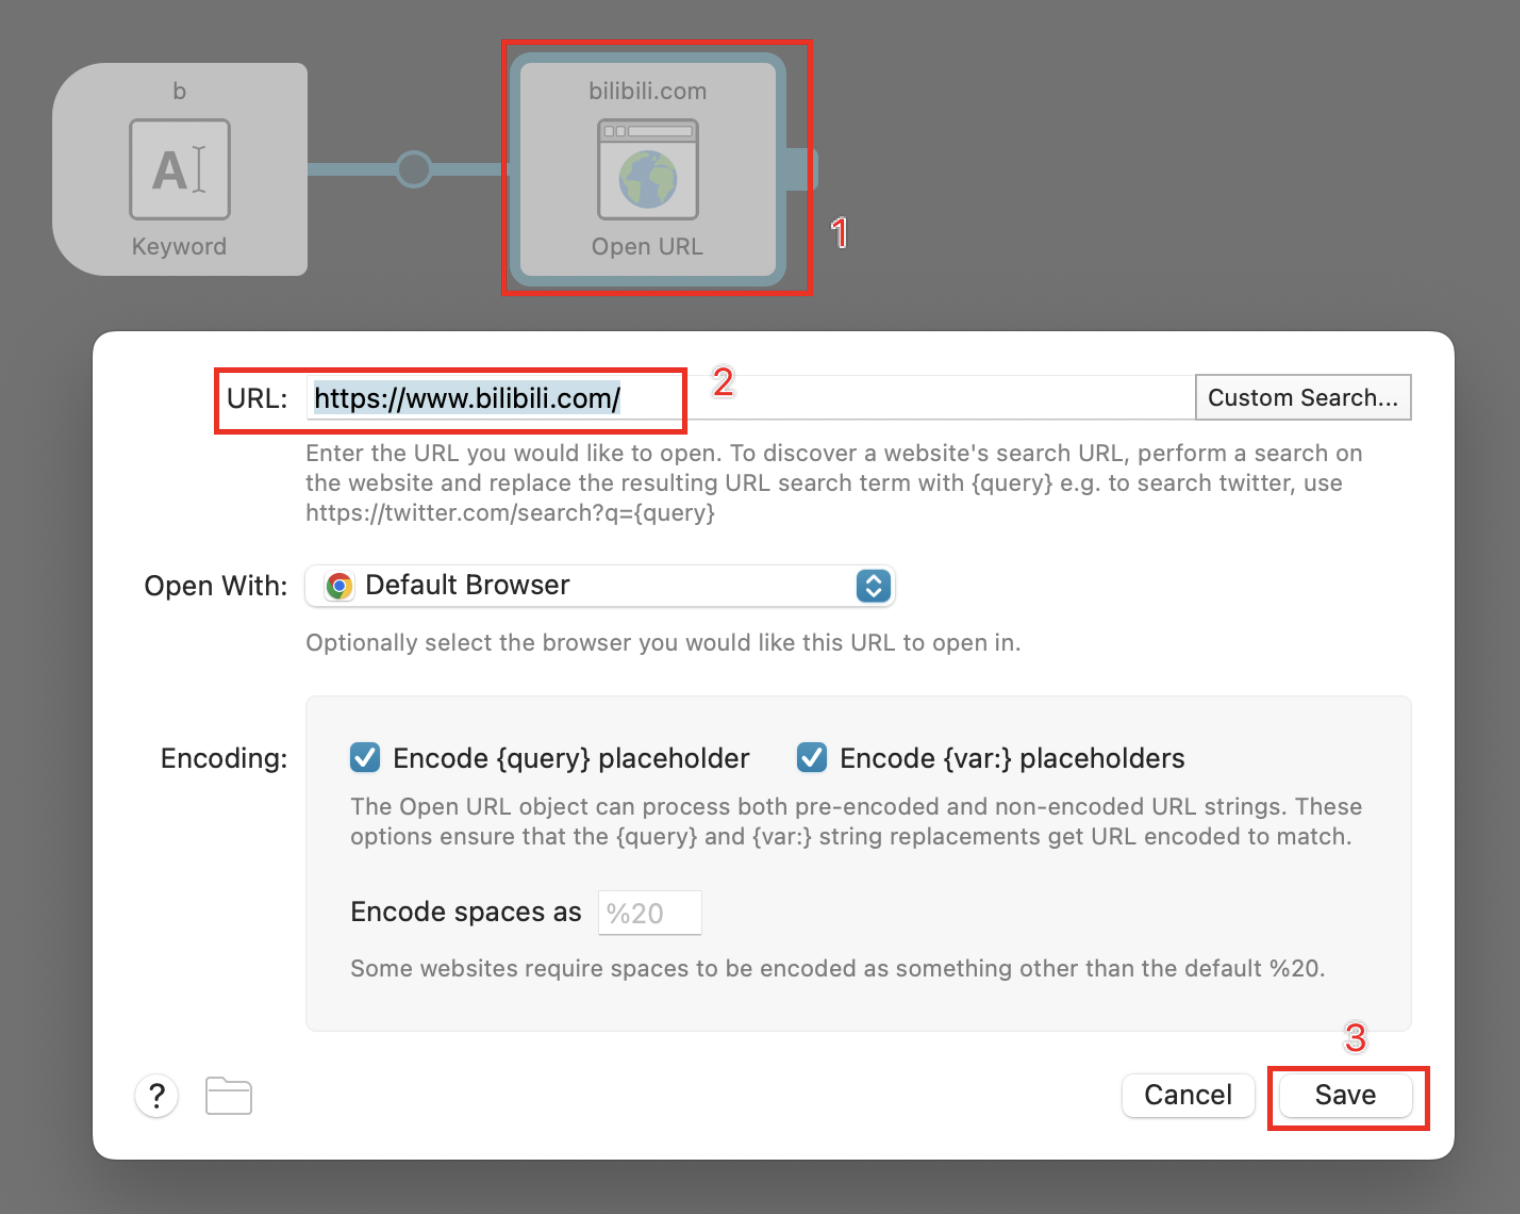 b
A
Keyword
bilibili.com
Open URL
1
URL: https://www.bilibili.com/
2
Custom Search...
Enter the URL you would like to open. To discover a website's search URL, perform a search on
the website and replace the resulting URL search term with {query} e.g. to search twitter, use
https://twitter.com/search?q={query}
Open With: Default Browser
Optionally select the browser you would like this URL to open in.
Encoding: Encode {query} placeholder Encode {var:} placeholders
The Open URL object can process both pre-encoded and non-encoded URL strings. These
options ensure that the {query} and {var:} string replacements get URL encoded to match.
Encode spaces as %20
Some websites require spaces to be encoded as something other than the default %20.
3
? Cancel Save